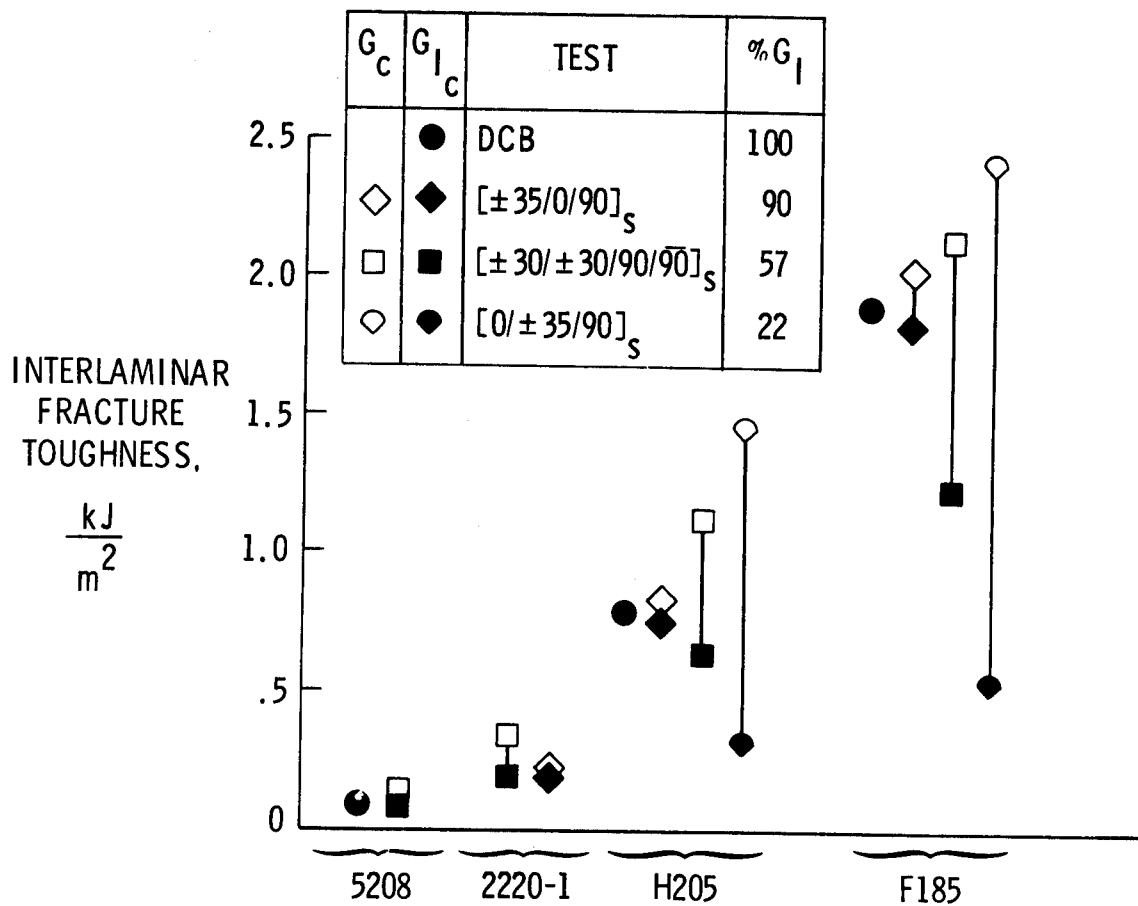 G_c G_I_c TEST %G_I
DCB 100
[±35/0/90]_S 90
[±30/±30/90/9̅0̅]_S 57
[0/±35/90]_S 22
INTERLAMINAR
FRACTURE
TOUGHNESS,
kJ
m²
2.5
2.0
1.5
1.0
.5
0
5208 2220-1 H205 F185